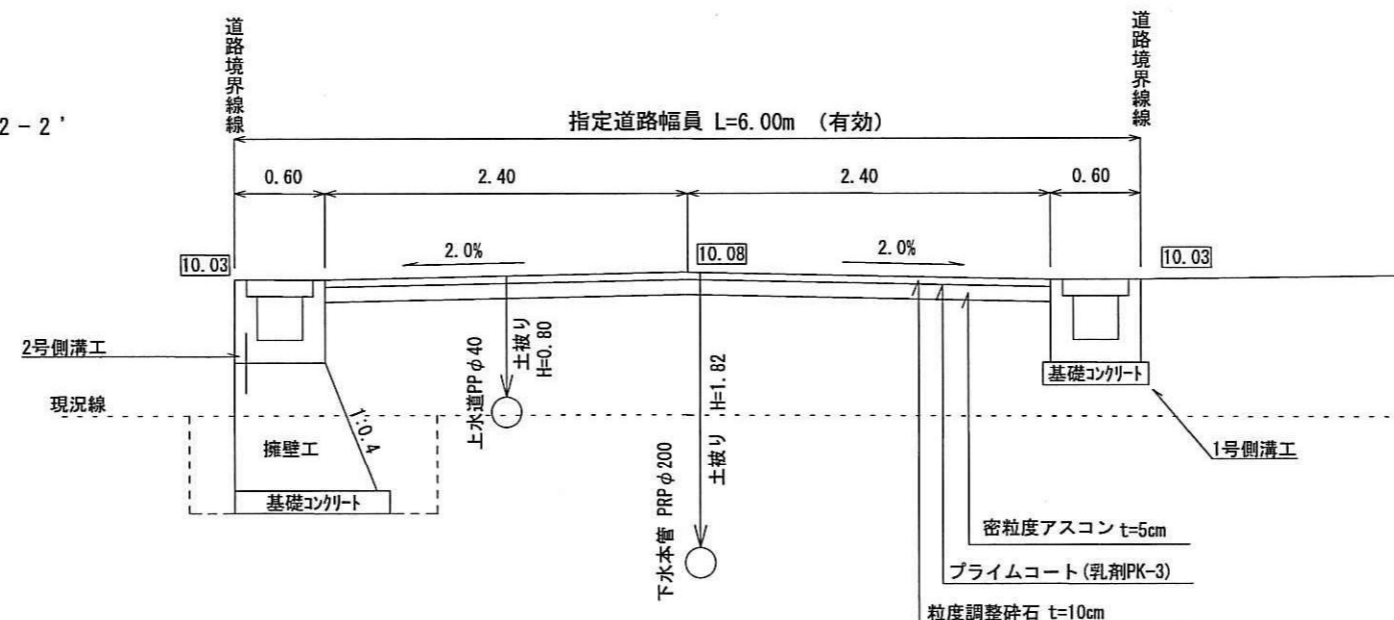 道路境界線線
道路境界線線
2-2'
指定道路幅員 L=6.00m (有効)
0.60
2.40
2.40
0.60
10.03
2.0%
10.08
2.0%
10.03
2号側溝工
上水道PPφ40
土被り
H=0.80
下水本管 PRPφ200
土被り H=1.82
基礎コンクリート
現況線
1:0.4
擁壁工
1号側溝工
基礎コンクリート
密粒度アスコン t=5cm
プライムコート(乳剤PK-3)
粒度調整砕石 t=10cm